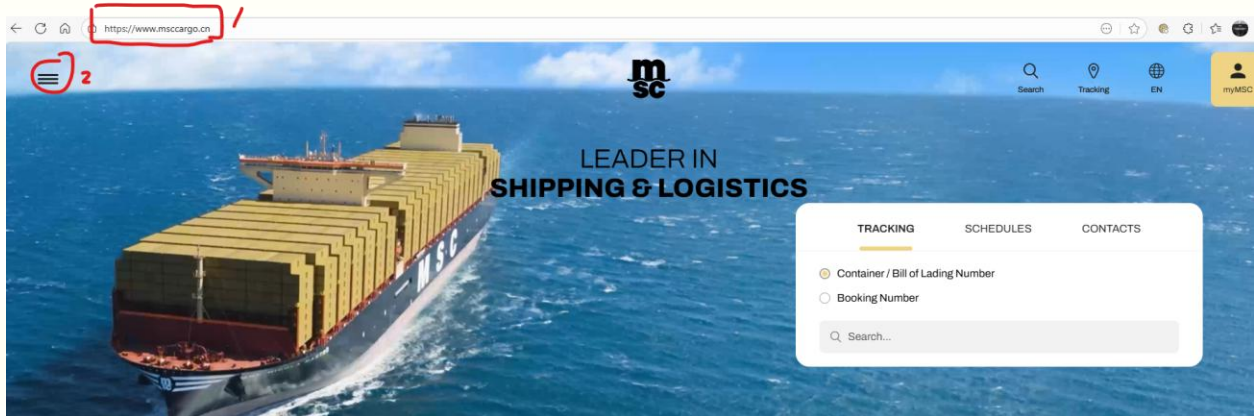 https://www.msccargo.cn
1
2
m
sc
Search
Tracking
EN
myMSC
LEADER IN
SHIPPING & LOGISTICS
MSC
TRACKING
SCHEDULES
CONTACTS
Container / Bill of Lading Number
Booking Number
Search...